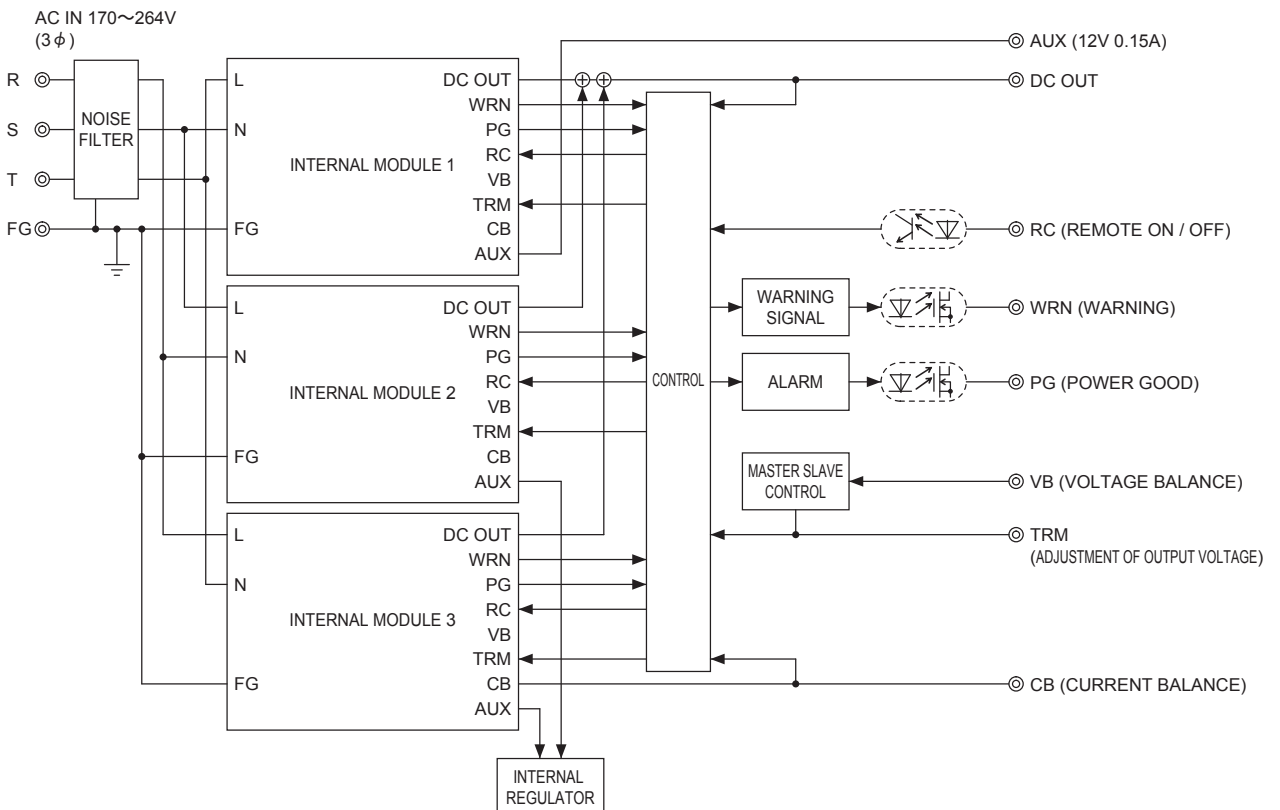 AC IN 170～264V
(3φ)
R
S
T
FG
NOISE
FILTER
L
N
FG
INTERNAL MODULE 1
DC OUT
WRN
PG
RC
VB
TRM
CB
AUX
L
N
FG
INTERNAL MODULE 2
DC OUT
WRN
PG
RC
VB
TRM
CB
AUX
L
N
FG
INTERNAL MODULE 3
DC OUT
WRN
PG
RC
VB
TRM
CB
AUX
INTERNAL
REGULATOR
CONTROL
WARNING
SIGNAL
ALARM
MASTER SLAVE
CONTROL
AUX (12V 0.15A)
DC OUT
RC (REMOTE ON / OFF)
WRN (WARNING)
PG (POWER GOOD)
VB (VOLTAGE BALANCE)
TRM
(ADJUSTMENT OF OUTPUT VOLTAGE)
CB (CURRENT BALANCE)